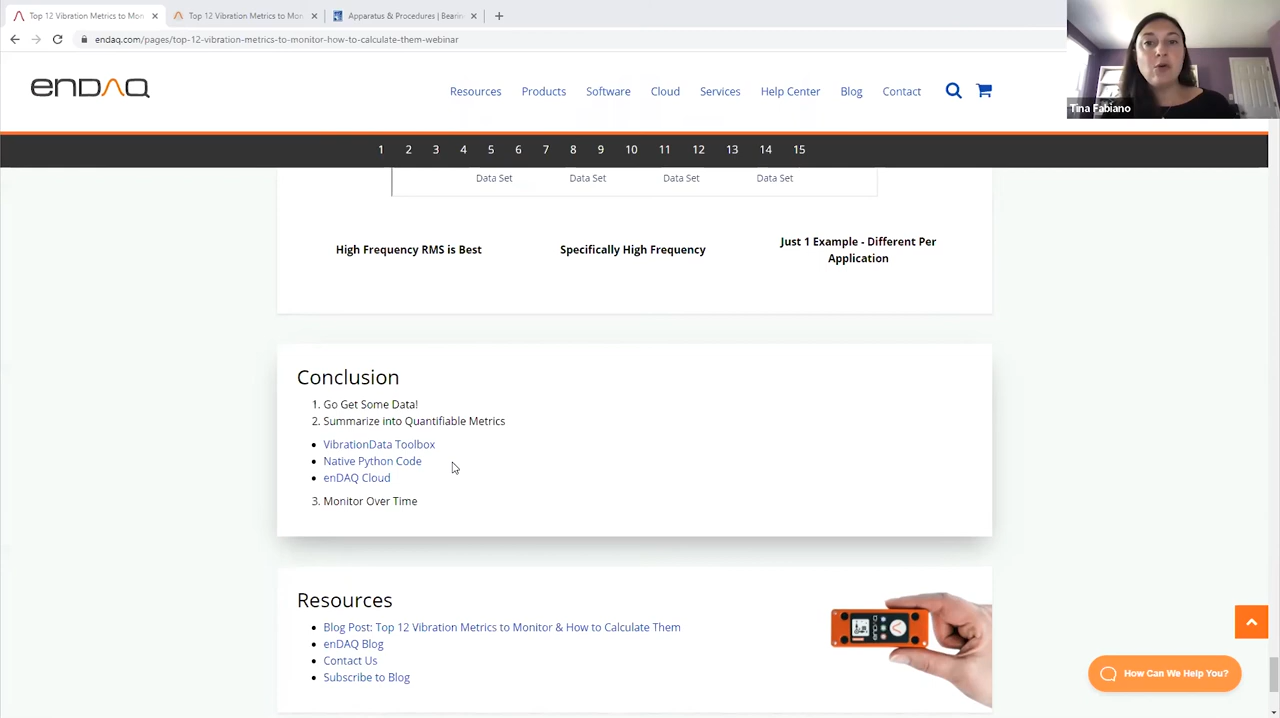 Top 12 Vibration Metrics to Mon
Top 12 Vibration Metrics to Mo
Apparatus & Procedures | Bearin
endaq.com/pages/top-12-vibration-metrics-to-monitor-how-to-calculate-them-webinar
Tina Fabiano
enDAQ
Resources Products Software Cloud Services Help Center Blog Contact
1 2 3 4 5 6 7 8 9 10 11 12 13 14 15
Data Set Data Set Data Set Data Set
High Frequency RMS is Best
Specifically High Frequency
Just 1 Example - Different Per
Application
Conclusion
1. Go Get Some Data!
2. Summarize into Quantifiable Metrics
• VibrationData Toolbox
• Native Python Code
• enDAQ Cloud
3. Monitor Over Time
Resources
• Blog Post: Top 12 Vibration Metrics to Monitor & How to Calculate Them
• enDAQ Blog
• Contact Us
• Subscribe to Blog
How Can We Help You?